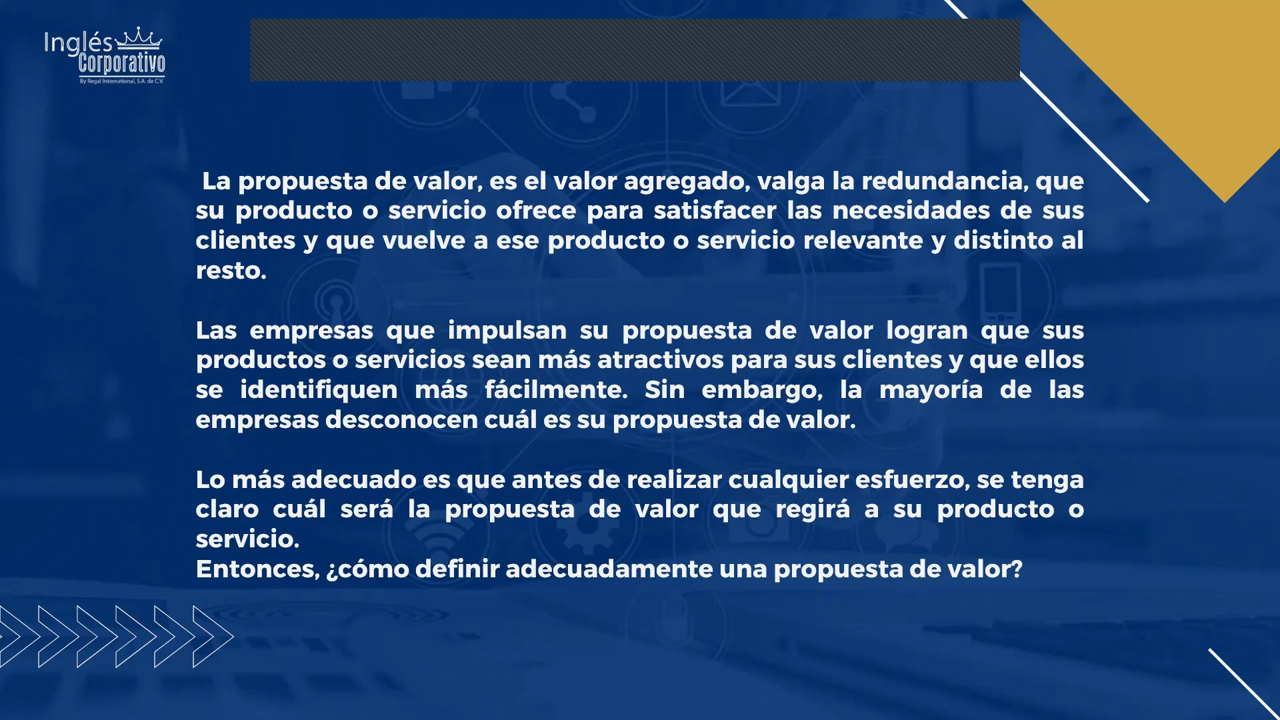 Inglés
Corporativo
By Regal International, S.A. de C.V.
La propuesta de valor, es el valor agregado, valga la redundancia, que
su producto o servicio ofrece para satisfacer las necesidades de sus
clientes y que vuelve a ese producto o servicio relevante y distinto al
resto.
Las empresas que impulsan su propuesta de valor logran que sus
productos o servicios sean más atractivos para sus clientes y que ellos
se identifiquen más fácilmente. Sin embargo, la mayoría de las
empresas desconocen cuál es su propuesta de valor.
Lo más adecuado es que antes de realizar cualquier esfuerzo, se tenga
claro cuál será la propuesta de valor que regirá a su producto o
servicio.
Entonces, ¿cómo definir adecuadamente una propuesta de valor?